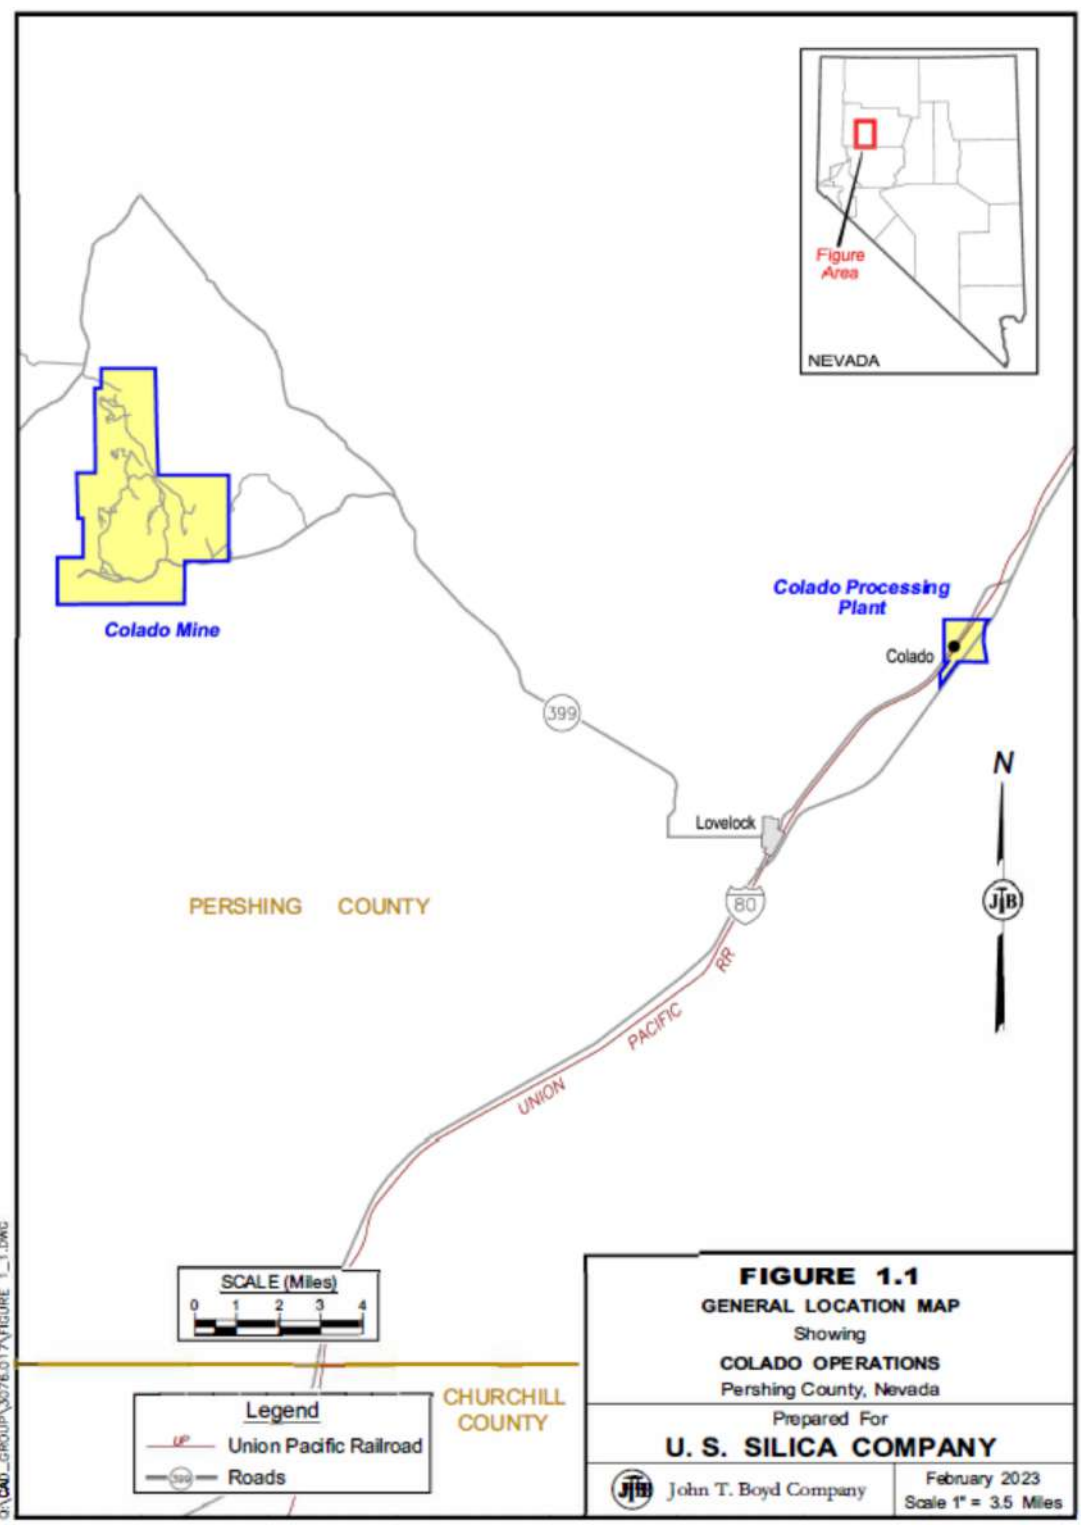 Figure
Area
NEVADA
Colado Mine
Colado Processing
Plant
Colado
399
N
Lovelock
80
JTB
PERSHING COUNTY
UNION PACIFIC RR
SCALE (Miles)
0 1 2 3 4
CHURCHILL
COUNTY
Legend
UP Union Pacific Railroad
399 Roads
FIGURE 1.1
GENERAL LOCATION MAP
Showing
COLADO OPERATIONS
Pershing County, Nevada
Prepared For
U. S. SILICA COMPANY
JTB John T. Boyd Company
February 2023
Scale 1" = 3.5 Miles